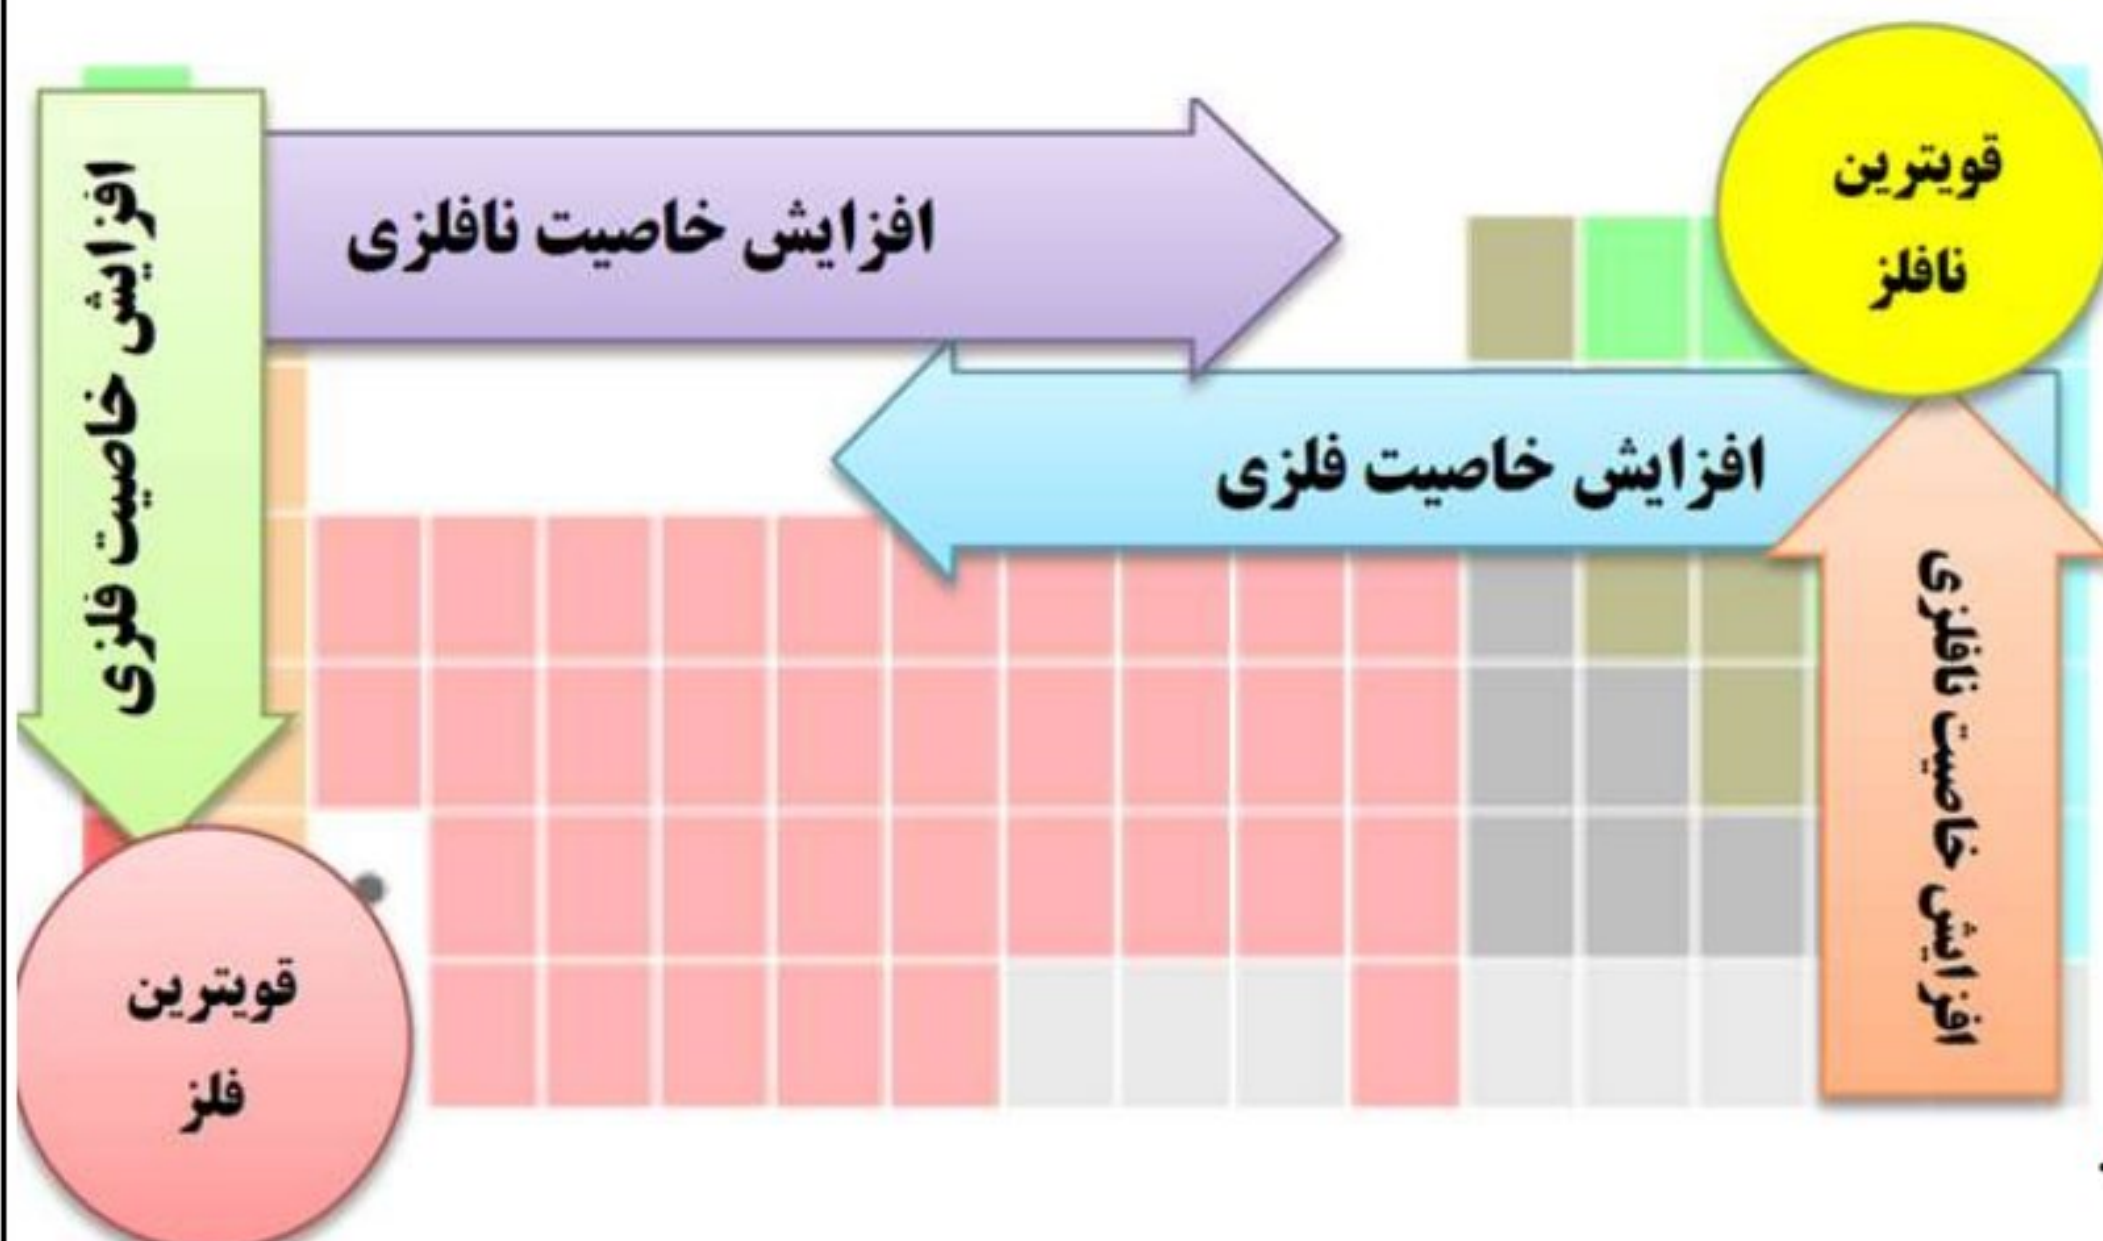 افزایش خاصیت فلزی
افزایش خاصیت نافلزی
قویترین
نافلز
افزایش خاصیت فلزی
افزایش خاصیت نافلزی
قویترین
فلز